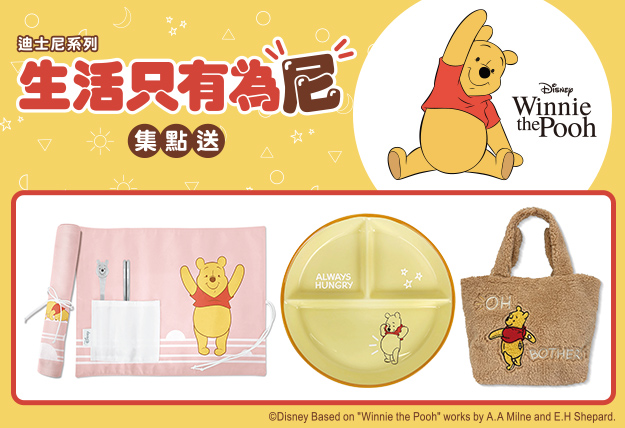 迪士尼系列
生活只有為尼
集點送
Disney
Winnie
the Pooh
Disney
ALWAYS
HUNGRY
OH
BOTHER!
©Disney Based on "Winnie the Pooh" works by A.A Milne and E.H Shepard.